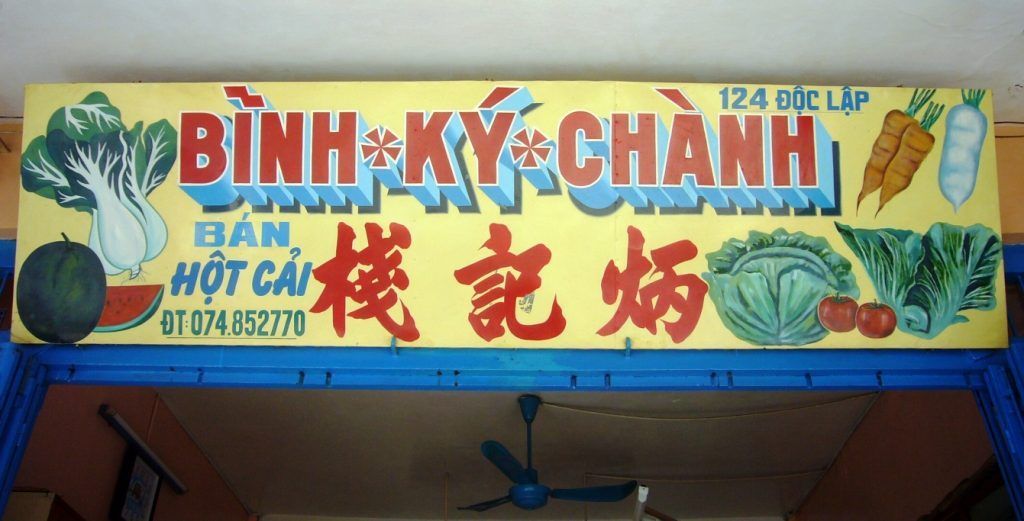 124 ĐỘC LẬP
BÌNH * KÝ * CHÀNH
BÁN
HỘT CẢI
ĐT: 074.852770
棧記炳